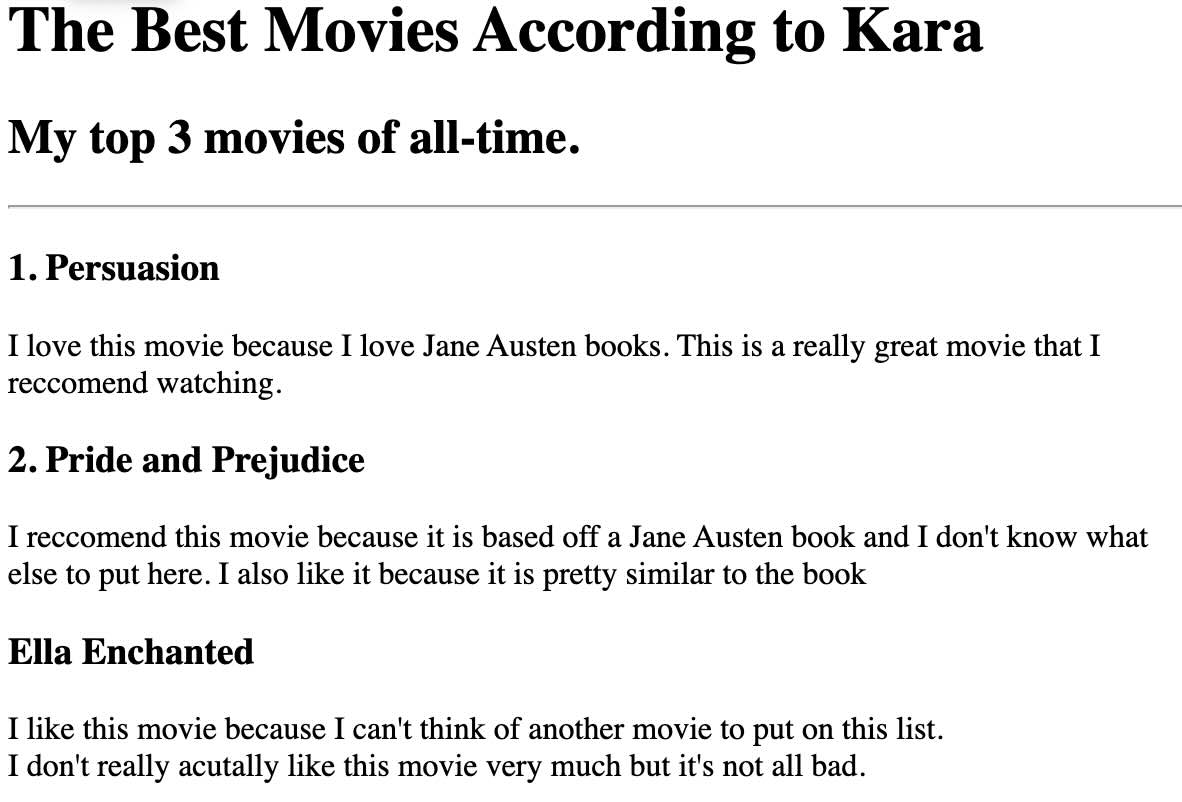 The Best Movies According to Kara
My top 3 movies of all-time.
1. Persuasion
I love this movie because I love Jane Austen books. This is a really great movie that I
reccomend watching.
2. Pride and Prejudice
I reccomend this movie because it is based off a Jane Austen book and I don't know what
else to put here. I also like it because it is pretty similar to the book
Ella Enchanted
I like this movie because I can't think of another movie to put on this list.
I don't really acutally like this movie very much but it's not all bad.